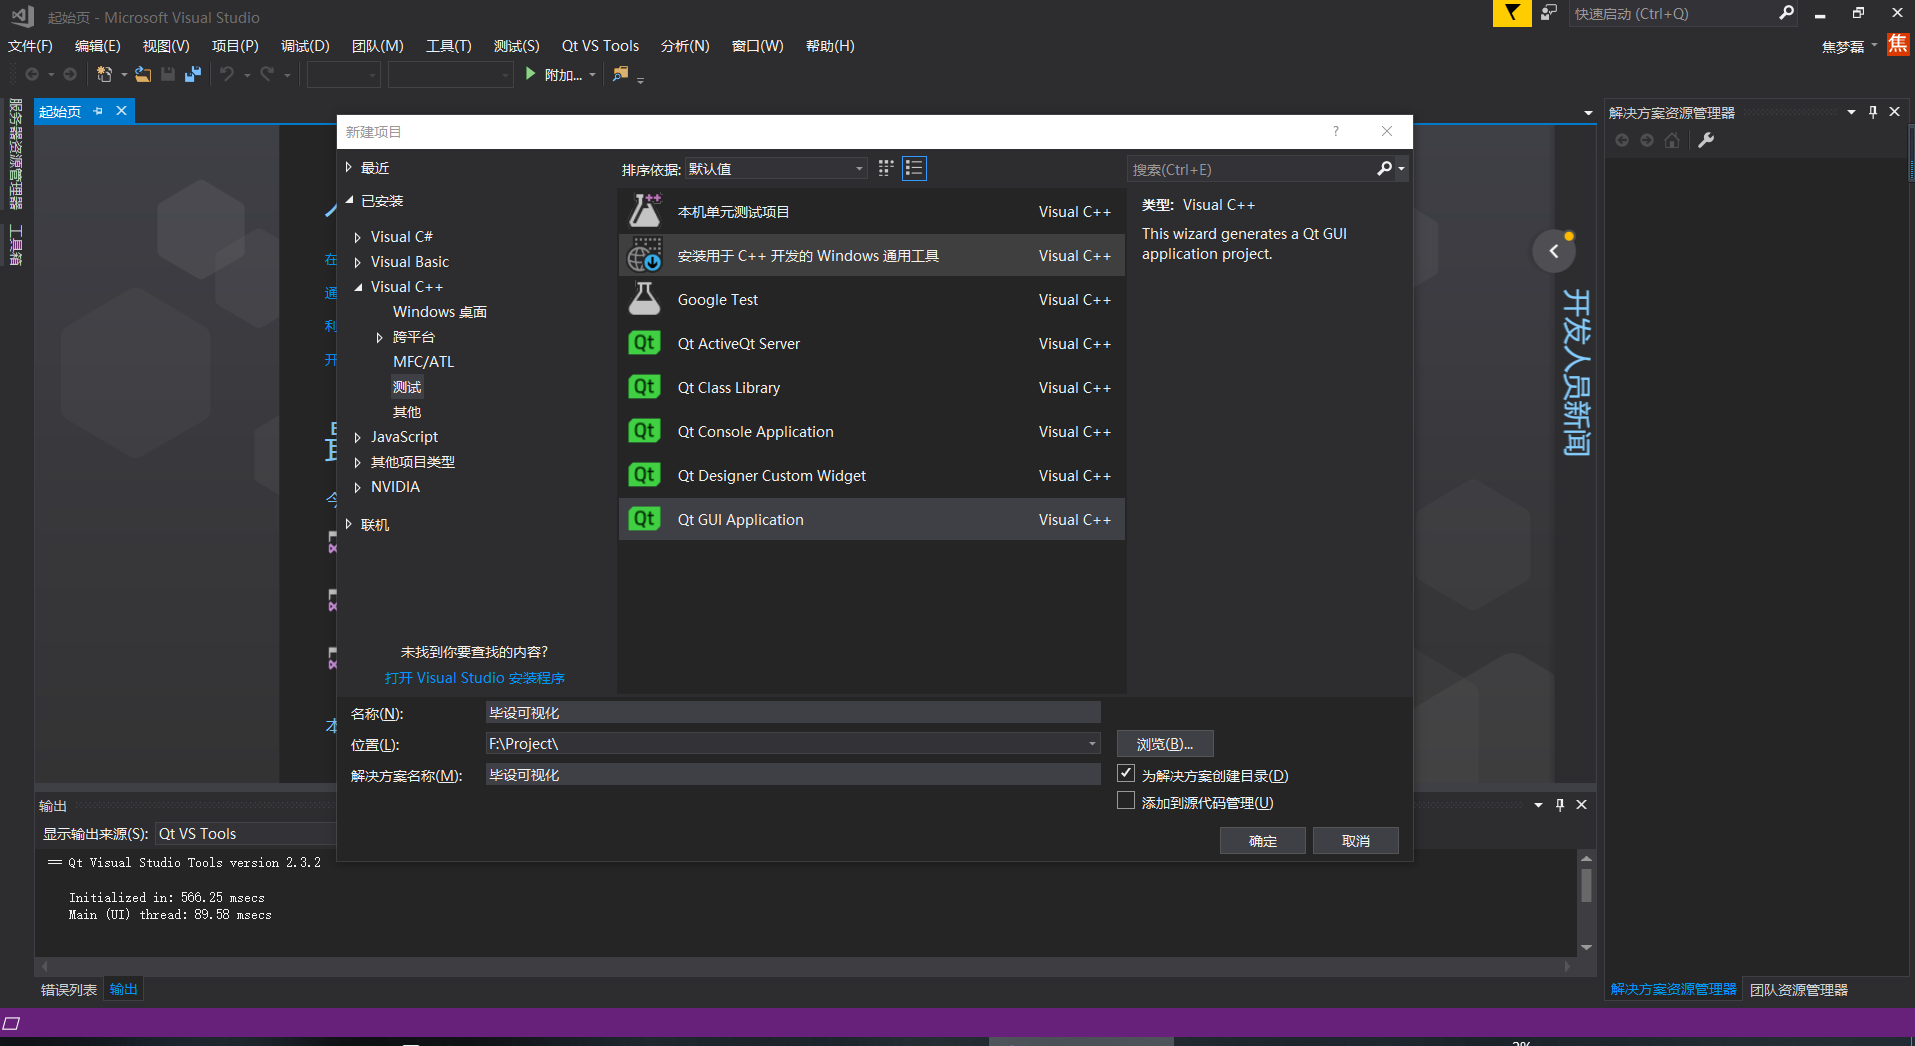 起始页 - Microsoft Visual Studio
快速启动 (Ctrl+Q)
文件(F) 编辑(E) 视图(V) 项目(P) 调试(D) 团队(M) 工具(T) 测试(S) Qt VS Tools 分析(N) 窗口(W) 帮助(H)
焦梦磊 焦
附加...
服务器资源管理器
工具箱
起始页
新建项目
?
最近
已安装
Visual C#
Visual Basic
Visual C++
Windows 桌面
跨平台
MFC/ATL
测试
其他
JavaScript
其他项目类型
NVIDIA
联机
未找到你要查找的内容?
打开 Visual Studio 安装程序
排序依据: 默认值
搜索(Ctrl+E)
本机单元测试项目 Visual C++
安装用于 C++ 开发的 Windows 通用工具 Visual C++
Google Test Visual C++
Qt Qt ActiveQt Server Visual C++
Qt Qt Class Library Visual C++
Qt Qt Console Application Visual C++
Qt Qt Designer Custom Widget Visual C++
Qt Qt GUI Application Visual C++
类型: Visual C++
This wizard generates a Qt GUI
application project.
名称(N): 毕设可视化
位置(L): F:\Project\
浏览(B)...
解决方案名称(M): 毕设可视化
为解决方案创建目录(D)
添加到源代码管理(U)
确定 取消
在
通
利
开
今
本
开发人员新闻
解决方案资源管理器
输出
显示输出来源(S): Qt VS Tools
== Qt Visual Studio Tools version 2.3.2
Initialized in: 566.25 msecs
Main (UI) thread: 89.58 msecs
错误列表 输出
解决方案资源管理器 团队资源管理器